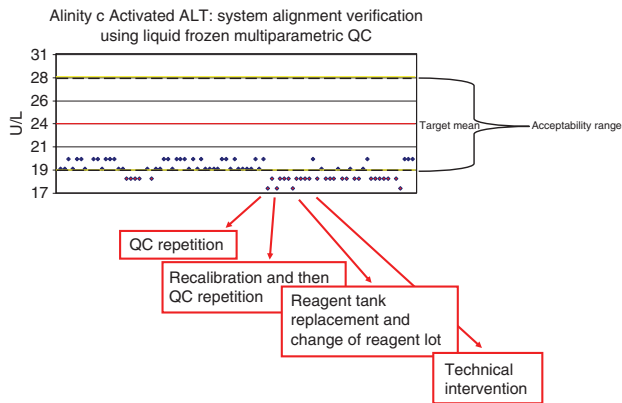 Alinity c Activated ALT: system alignment verification
using liquid frozen multiparametric QC
31
28
26
24
21
19
17
U/L
Target mean
Acceptability range
QC repetition
Recalibration and then
QC repetition
Reagent tank
replacement and
change of reagent lot
Technical
intervention